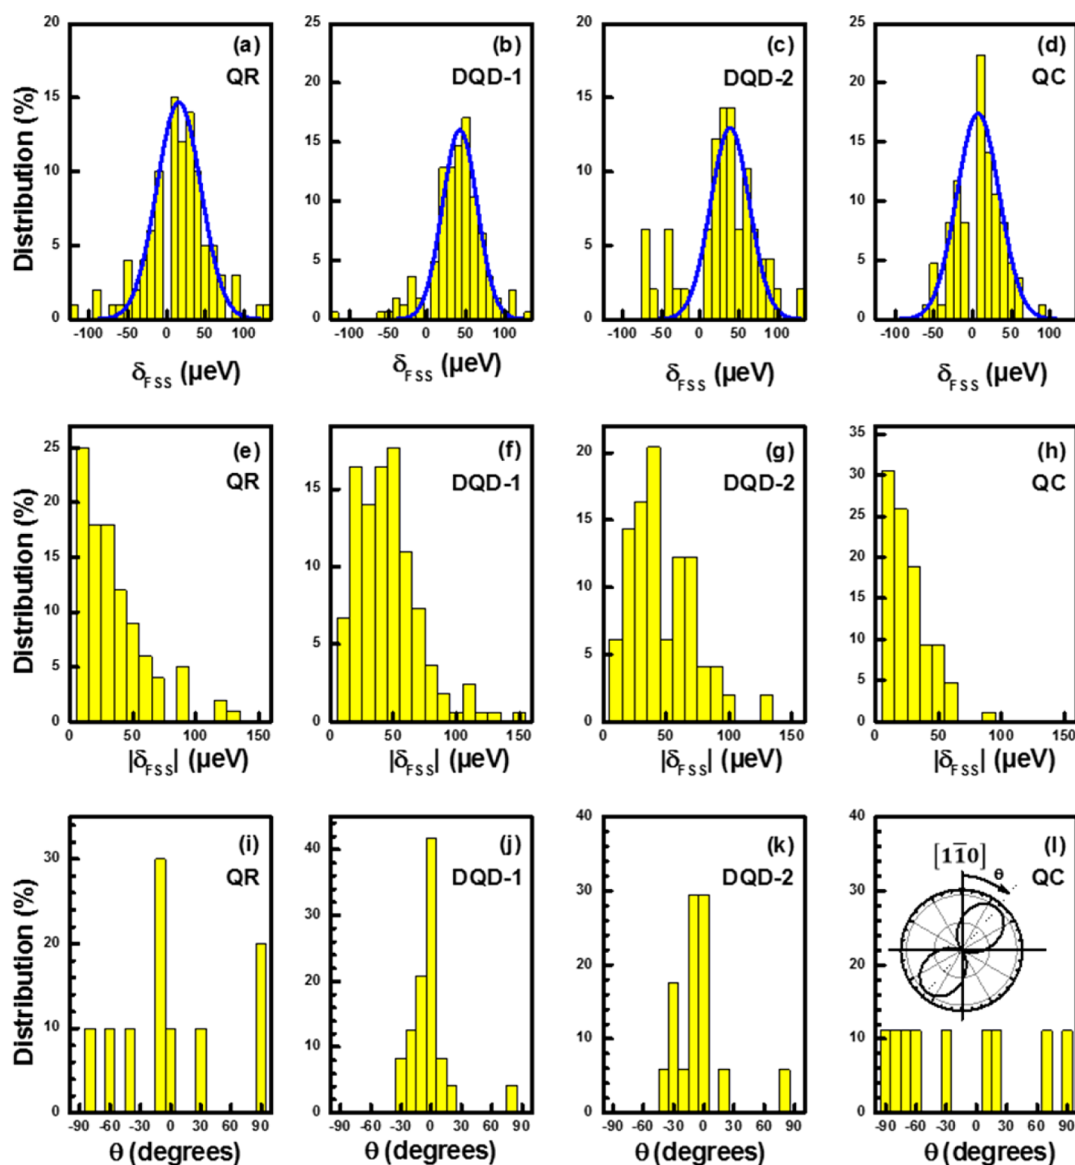 20
15
10
5
0
Distribution (%)
(a)
QR
-100 -50 0 50 100
δFSS (µeV)
25
20
15
10
5
0
(b)
DQD-1
-100 -50 0 50 100
δFSS (µeV)
20
15
10
5
0
(c)
DQD-2
-100 -50 0 50 100
δFSS (µeV)
25
20
15
10
5
0
(d)
QC
-100 -50 0 50 100
δFSS (µeV)
25
20
15
10
5
0
Distribution (%)
(e)
QR
0 50 100 150
|δFSS| (µeV)
15
10
5
0
(f)
DQD-1
0 50 100 150
|δFSS| (µeV)
20
15
10
5
0
(g)
DQD-2
0 50 100 150
|δFSS| (µeV)
35
30
25
20
15
10
5
0
(h)
QC
0 50 100 150
|δFSS| (µeV)
30
20
10
0
Distribution (%)
(i)
QR
-90 -60 -30 0 30 60 90
θ (degrees)
40
30
20
10
0
(j)
DQD-1
-90 -60 -30 0 30 60 90
θ (degrees)
40
30
20
10
0
(k)
DQD-2
-90 -60 -30 0 30 60 90
θ (degrees)
40
30
20
10
0
(l)
QC
[11̄0]
θ
-90 -60 -30 0 30 60 90
θ (degrees)